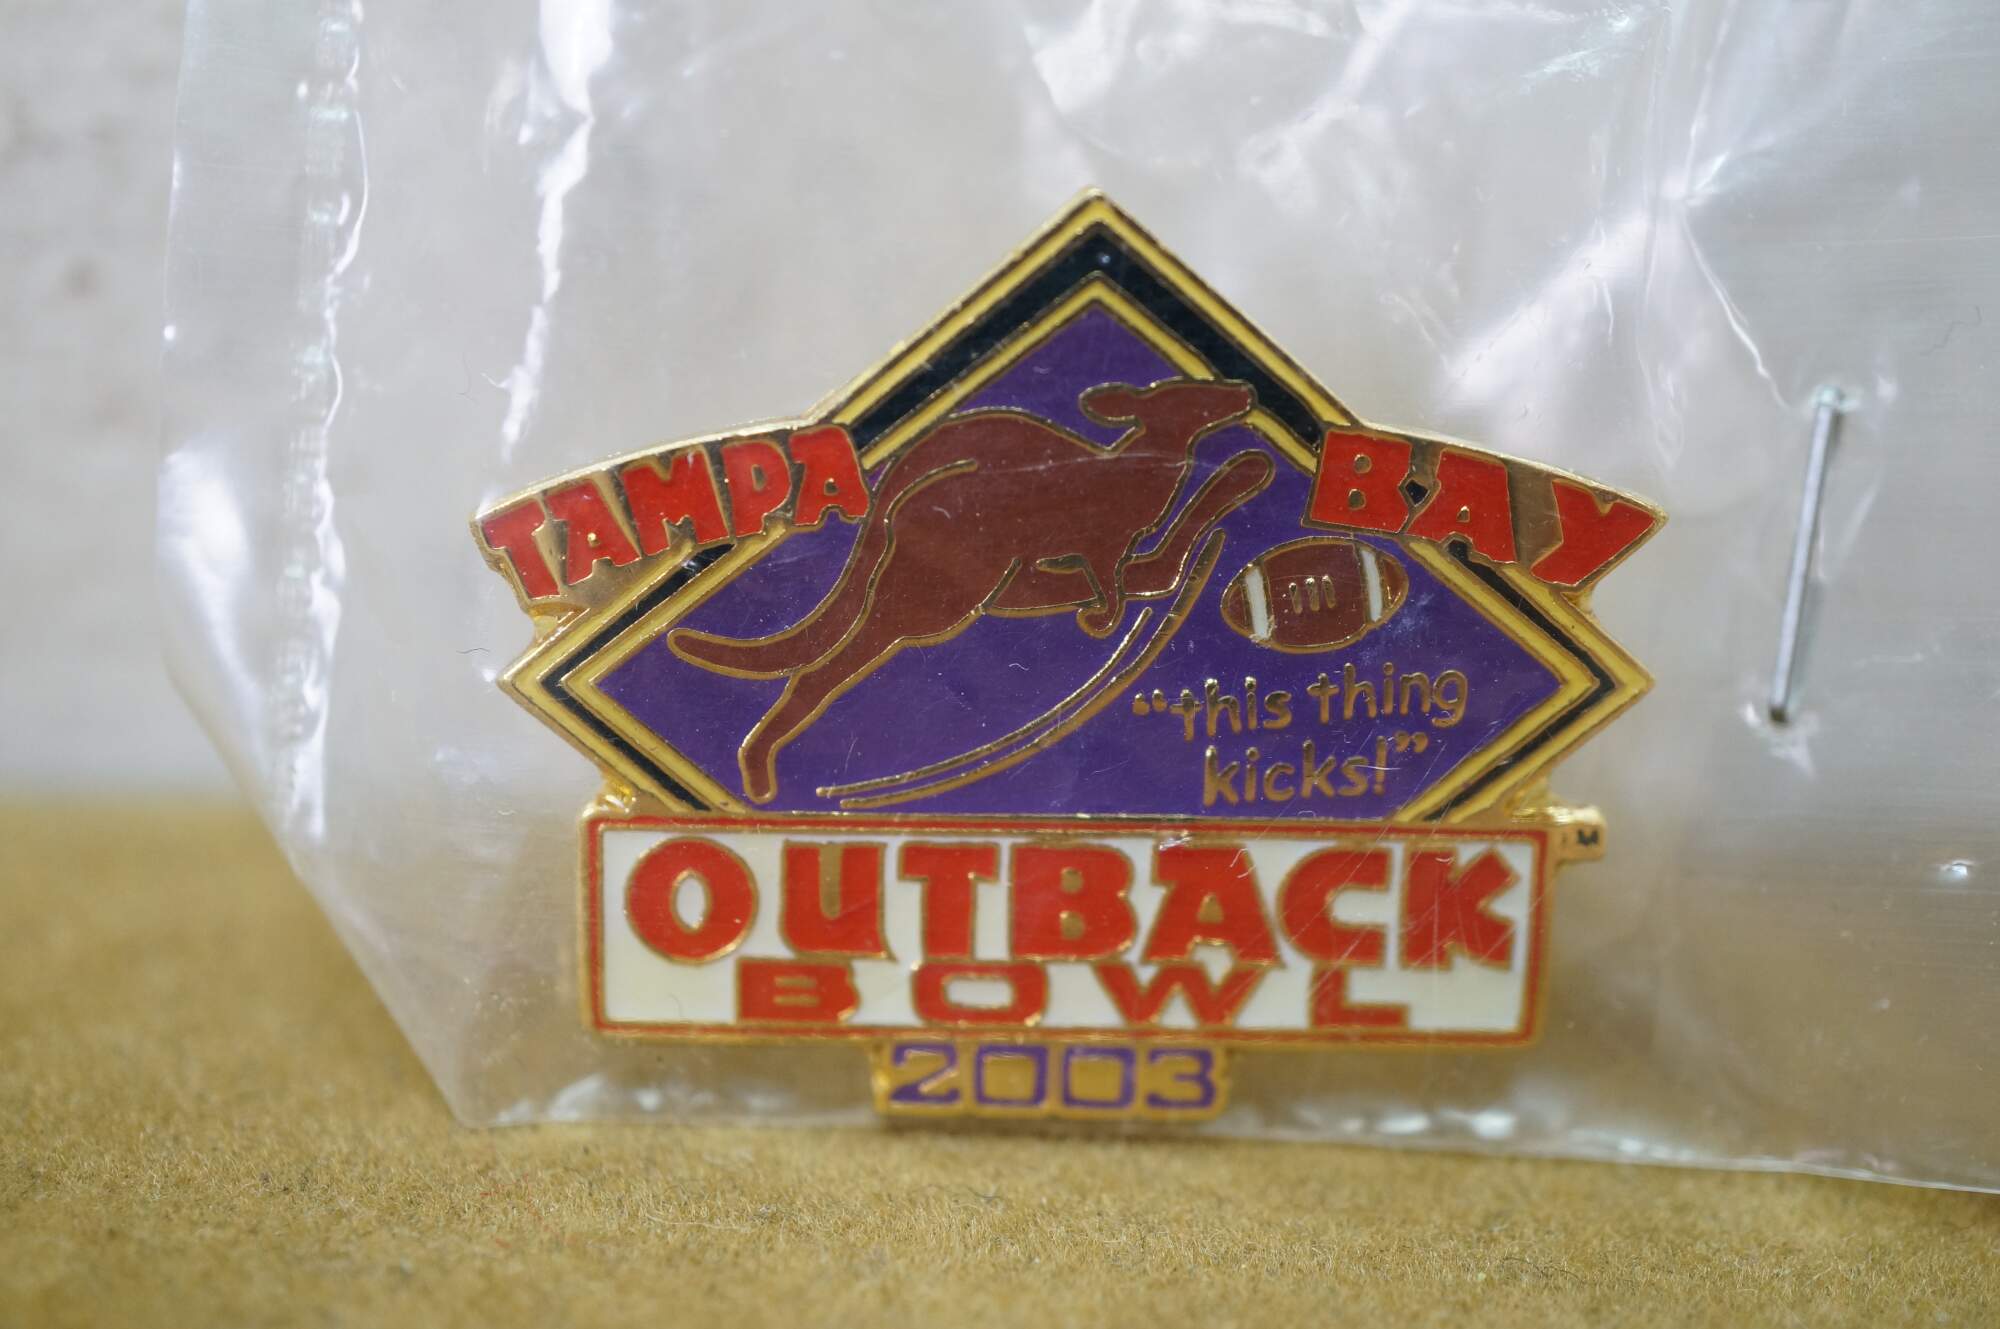 TAMPA BAY
"this thing
kicks!"
OUTBACK
BOWL
2003